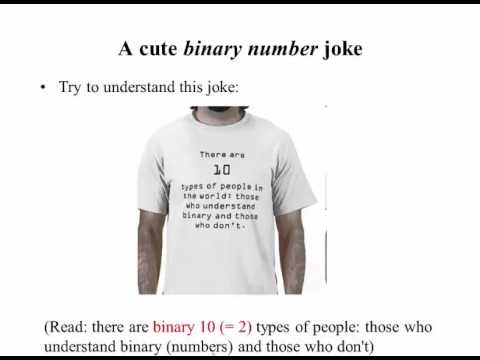 A cute binary number joke
• Try to understand this joke:
There are
10
types of people in
the world: those
who understand
binary and those
who don't.
(Read: there are binary 10 (= 2) types of people: those who
understand binary (numbers) and those who don't)